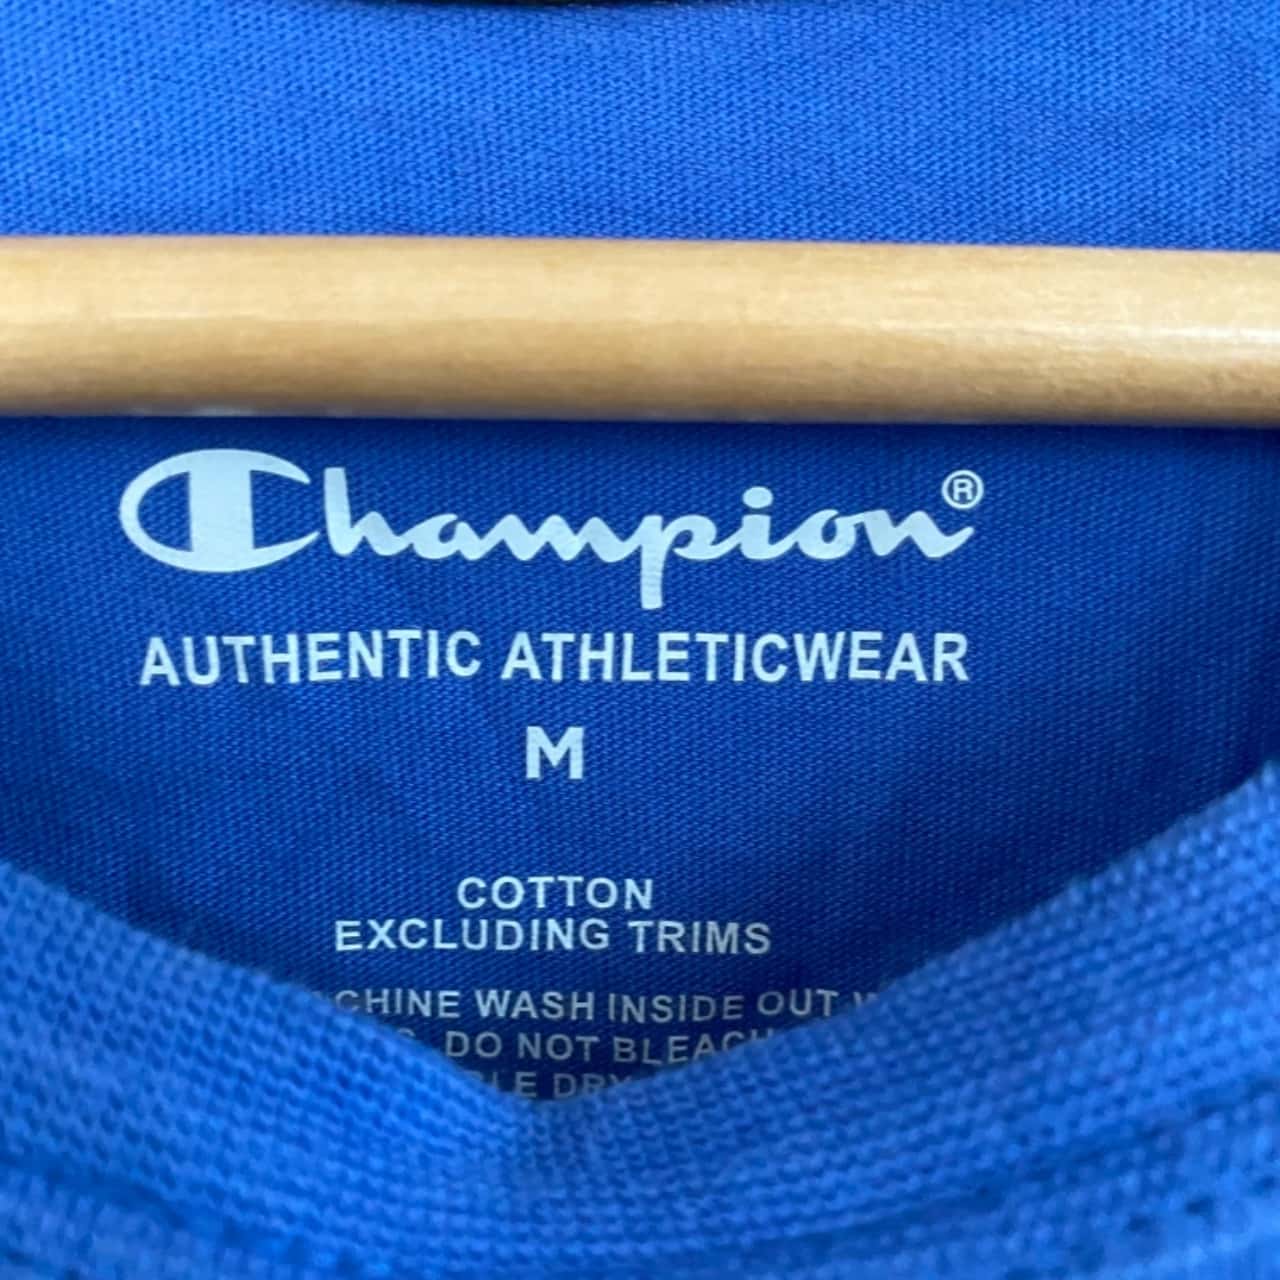 Champion®
AUTHENTIC ATHLETICWEAR
M
COTTON
EXCLUDING TRIMS
WASH INSIDE OUT
DO NOT BLEACH